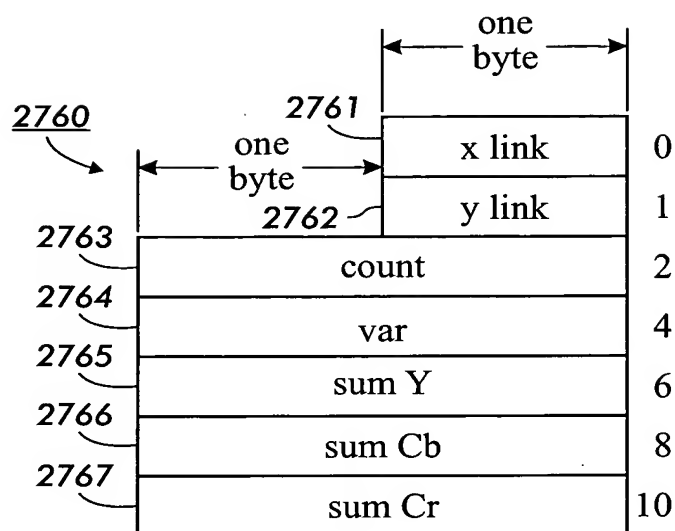 one
byte
2761
2760
x link 0
one
byte
2762
y link 1
2763
count 2
2764
var 4
2765
sum Y 6
2766
sum Cb 8
2767
sum Cr 10